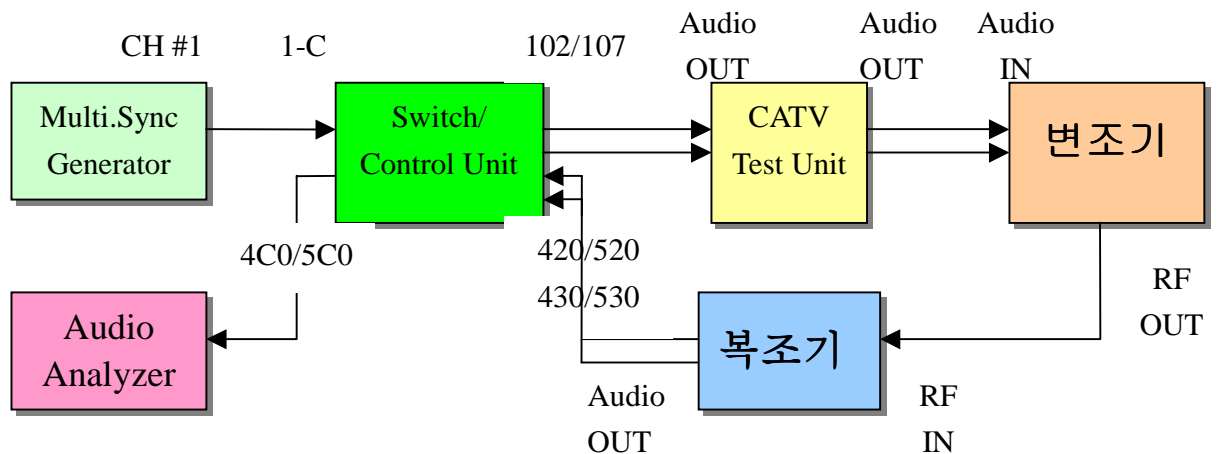 CH #1
1-C
102/107
Audio
OUT
Audio
OUT
Audio
IN
Multi.Sync
Generator
Switch/
Control Unit
CATV
Test Unit
변조기
4C0/5C0
420/520
430/530
RF
OUT
Audio
Analyzer
복조기
Audio
OUT
RF
IN